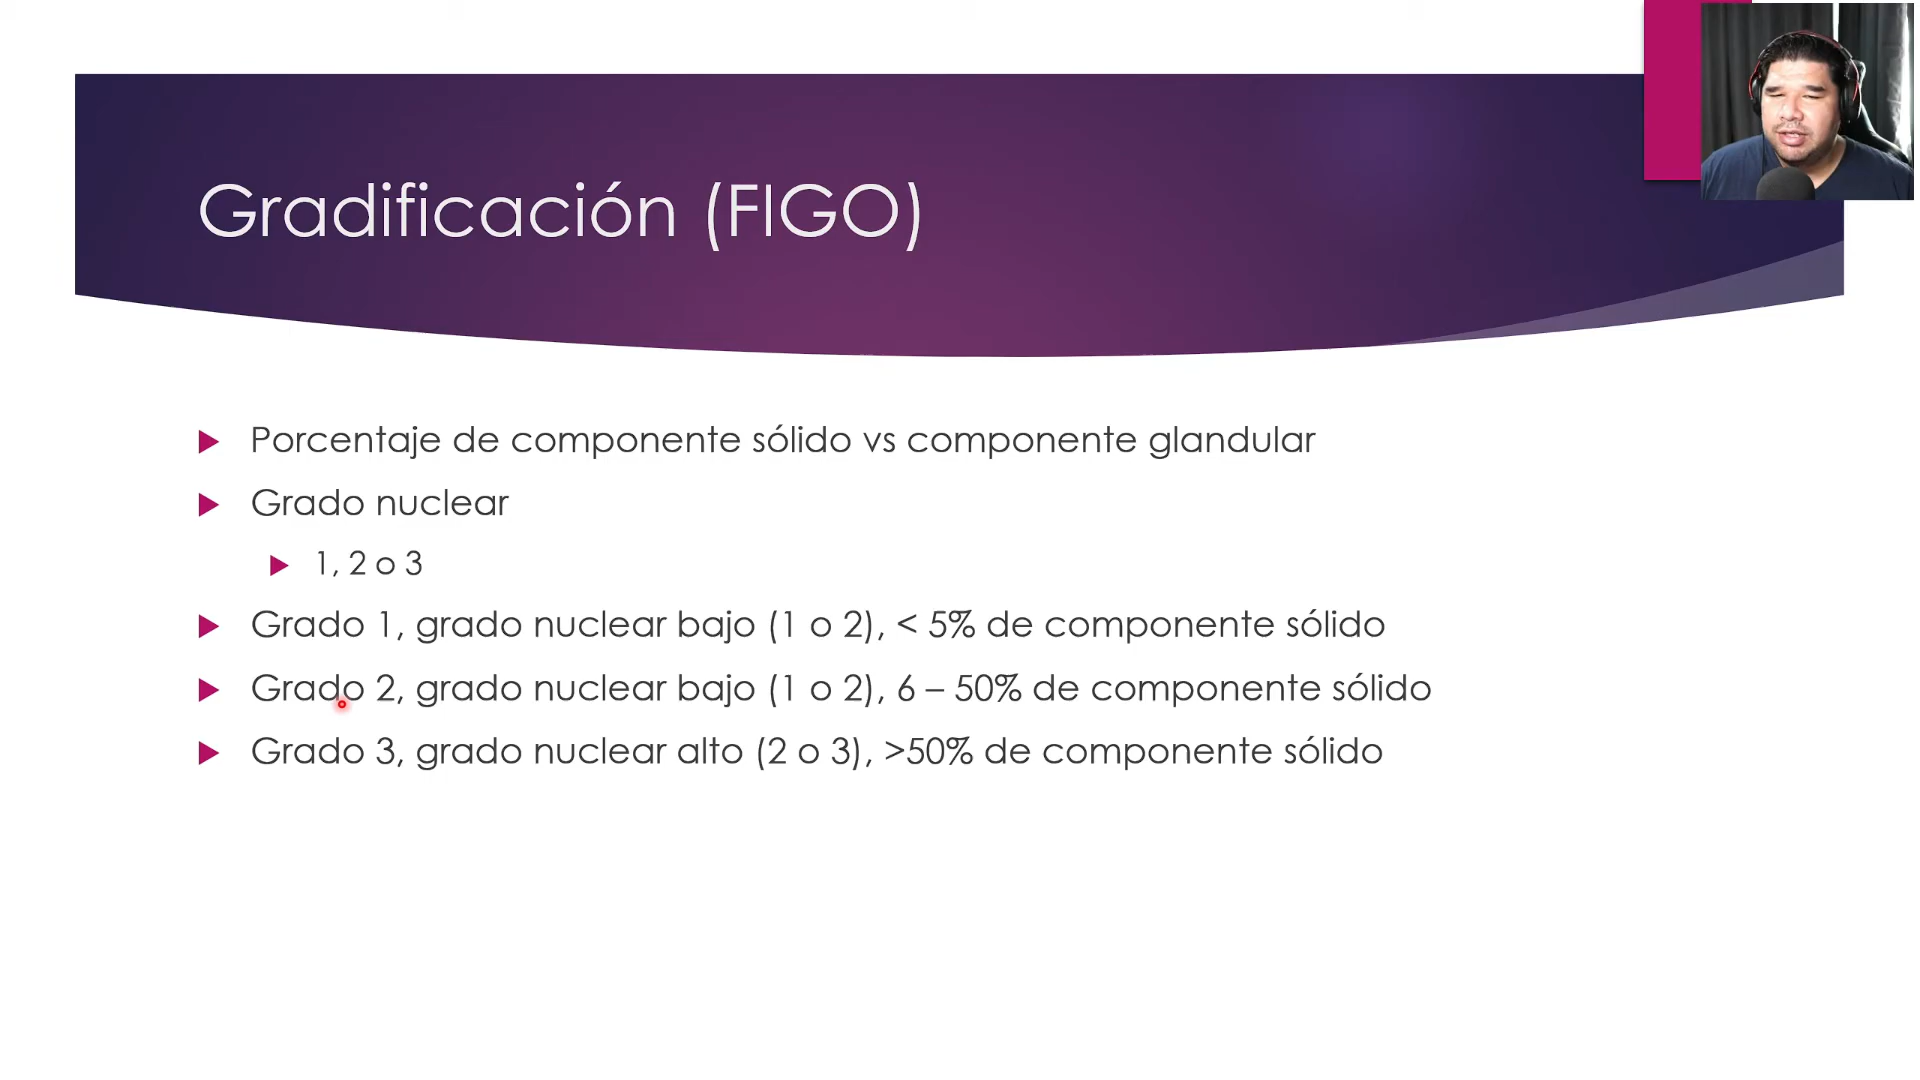 Gradificación (FIGO)
Porcentaje de componente sólido vs componente glandular
Grado nuclear
1, 2 o 3
Grado 1, grado nuclear bajo (1 o 2), < 5% de componente sólido
Grado 2, grado nuclear bajo (1 o 2), 6 – 50% de componente sólido
Grado 3, grado nuclear alto (2 o 3), >50% de componente sólido